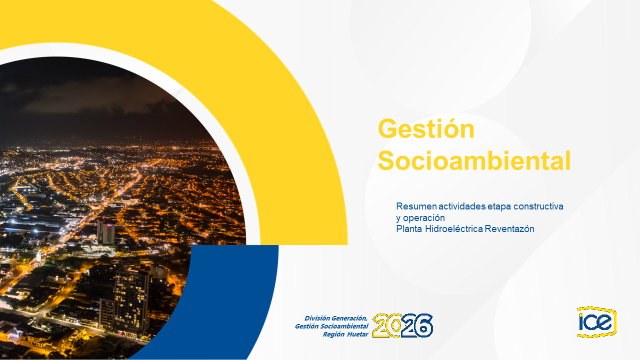 Gestión
Socioambiental
Resumen actividades etapa constructiva
y operación
Planta Hidroeléctrica Reventazón
División Generación,
Gestión Socioambiental
Región Huetar
2026
ice